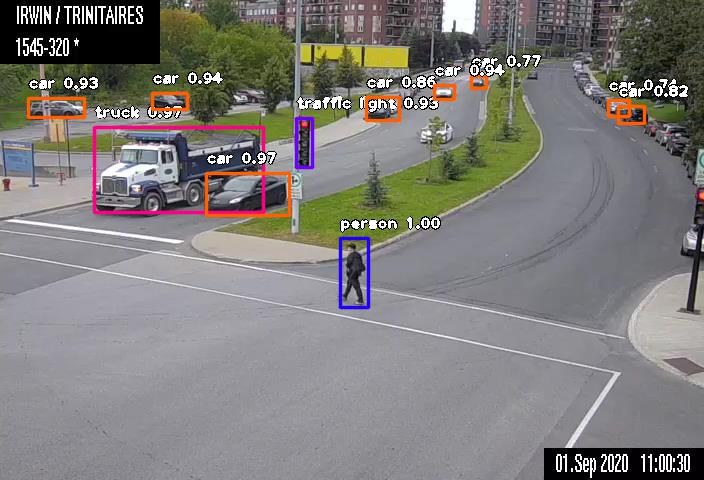 IRWIN / TRINITAIRES
1545-320 *
car 0.77
car 0.94
car 0.93
car 0.94
car 0.86
car 0.74
car 0.82
truck 0.97
traffic light 0.93
car 0.97
person 1.00
01.Sep 2020 11:00:30